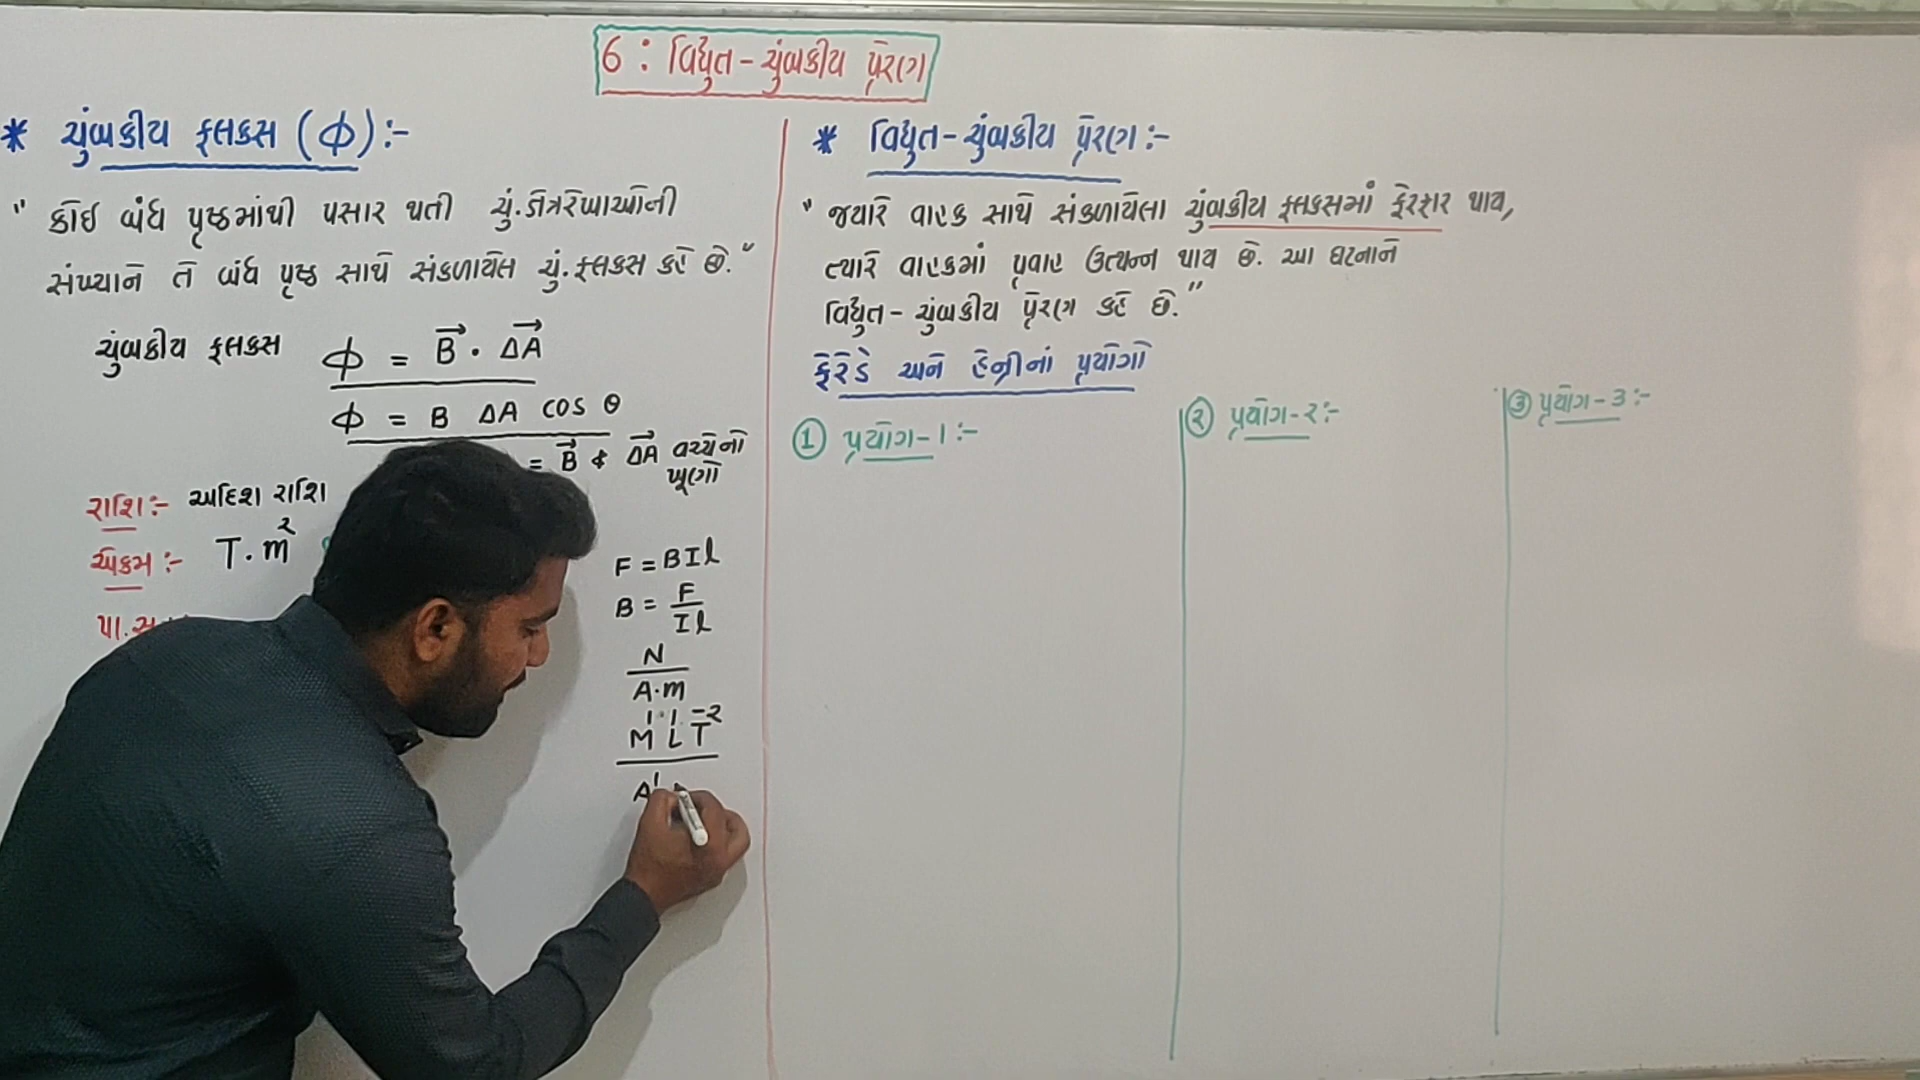 6 : વિદ્યુત-ચુંબકીય પ્રેરણ
* ચુંબકીય ફ્લક્સ (Φ) :-
" કોઈ બંધ પૃષ્ઠમાંથી પસાર થતી ચું.ક્ષેત્રરેખાઓની
સંખ્યાને તે બંધ પૃષ્ઠ સાથે સંકળાયેલ ચું.ફ્લક્સ કહે છે."
ચુંબકીય ફ્લક્સ Φ = B⃗ · ΔA⃗
Φ = B ΔA cos θ
= B⃗ & ΔA⃗ વચ્ચેનો
ખૂણો
રાશિ :- અદિશ રાશિ
એકમ :- T.m²
પા.સૂ
F = BIl
B = F/Il
N/A·m
M¹L¹T⁻²
A¹
* વિદ્યુત-ચુંબકીય પ્રેરણ :-
" જ્યારે વાહક સાથે સંકળાયેલા ચુંબકીય ફ્લક્સમાં ફેરફાર થાય,
ત્યારે વાહકમાં પ્રવાહ ઉત્પન્ન થાય છે. આ ઘટનાને
વિદ્યુત-ચુંબકીય પ્રેરણ કહે છે."
ફેરેડે અને હેન્રીનાં પ્રયોગો
① પ્રયોગ-1 :-
② પ્રયોગ-૨ :-
③ પ્રયોગ-3 :-